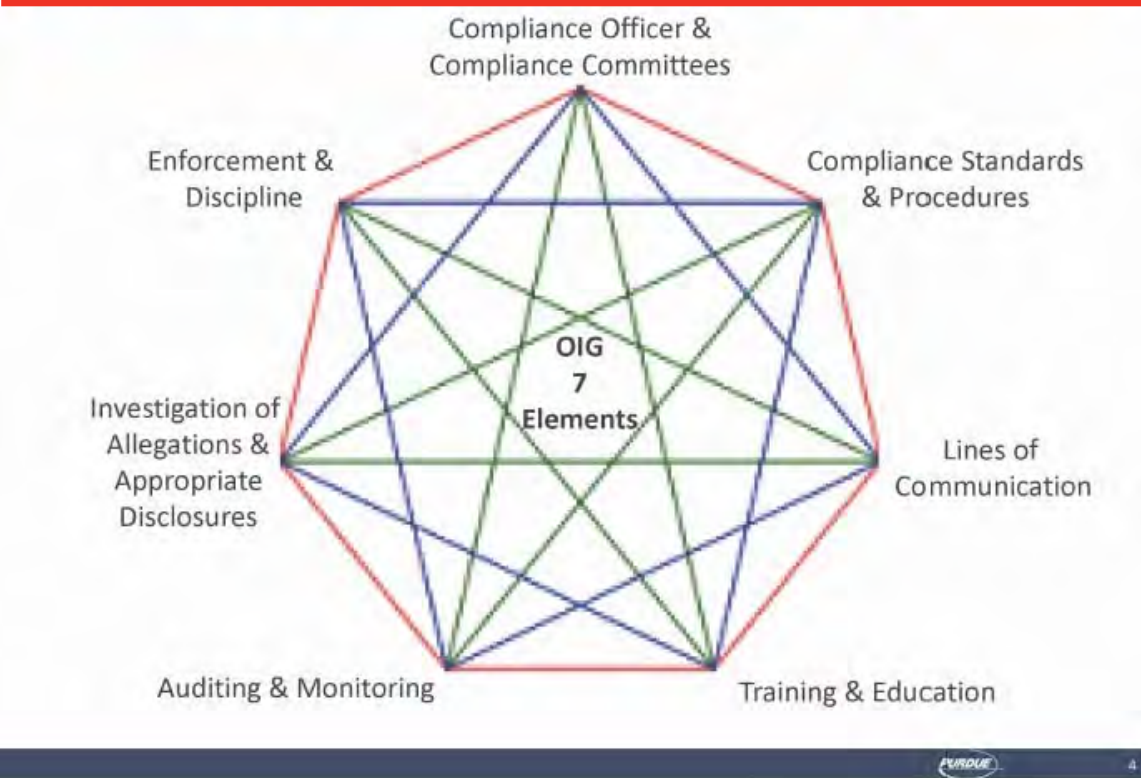 Compliance Officer &
Compliance Committees
Enforcement &
Discipline
Compliance Standards
& Procedures
OIG
7
Elements
Investigation of
Allegations &
Appropriate
Disclosures
Lines of
Communication
Auditing & Monitoring
Training & Education
PURDUE
4